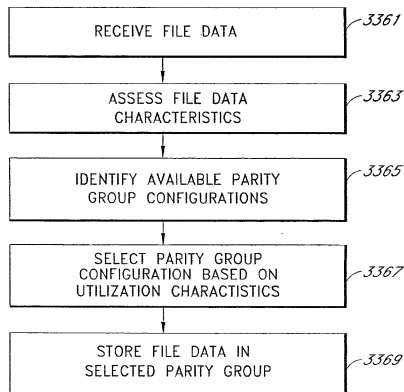 RECEIVE FILE DATA
3361
ASSESS FILE DATA
CHARACTERISTICS
3363
IDENTIFY AVAILABLE PARITY
GROUP CONFIGURATIONS
3365
SELECT PARITY GROUP
CONFIGURATION BASED ON
UTILIZATION CHARACTISTICS
3367
STORE FILE DATA IN
SELECTED PARITY GROUP
3369